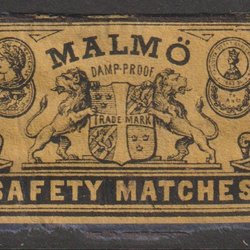 MALMÖ
DAMP-PROOF
TRADE MARK
SAFETY MATCHES